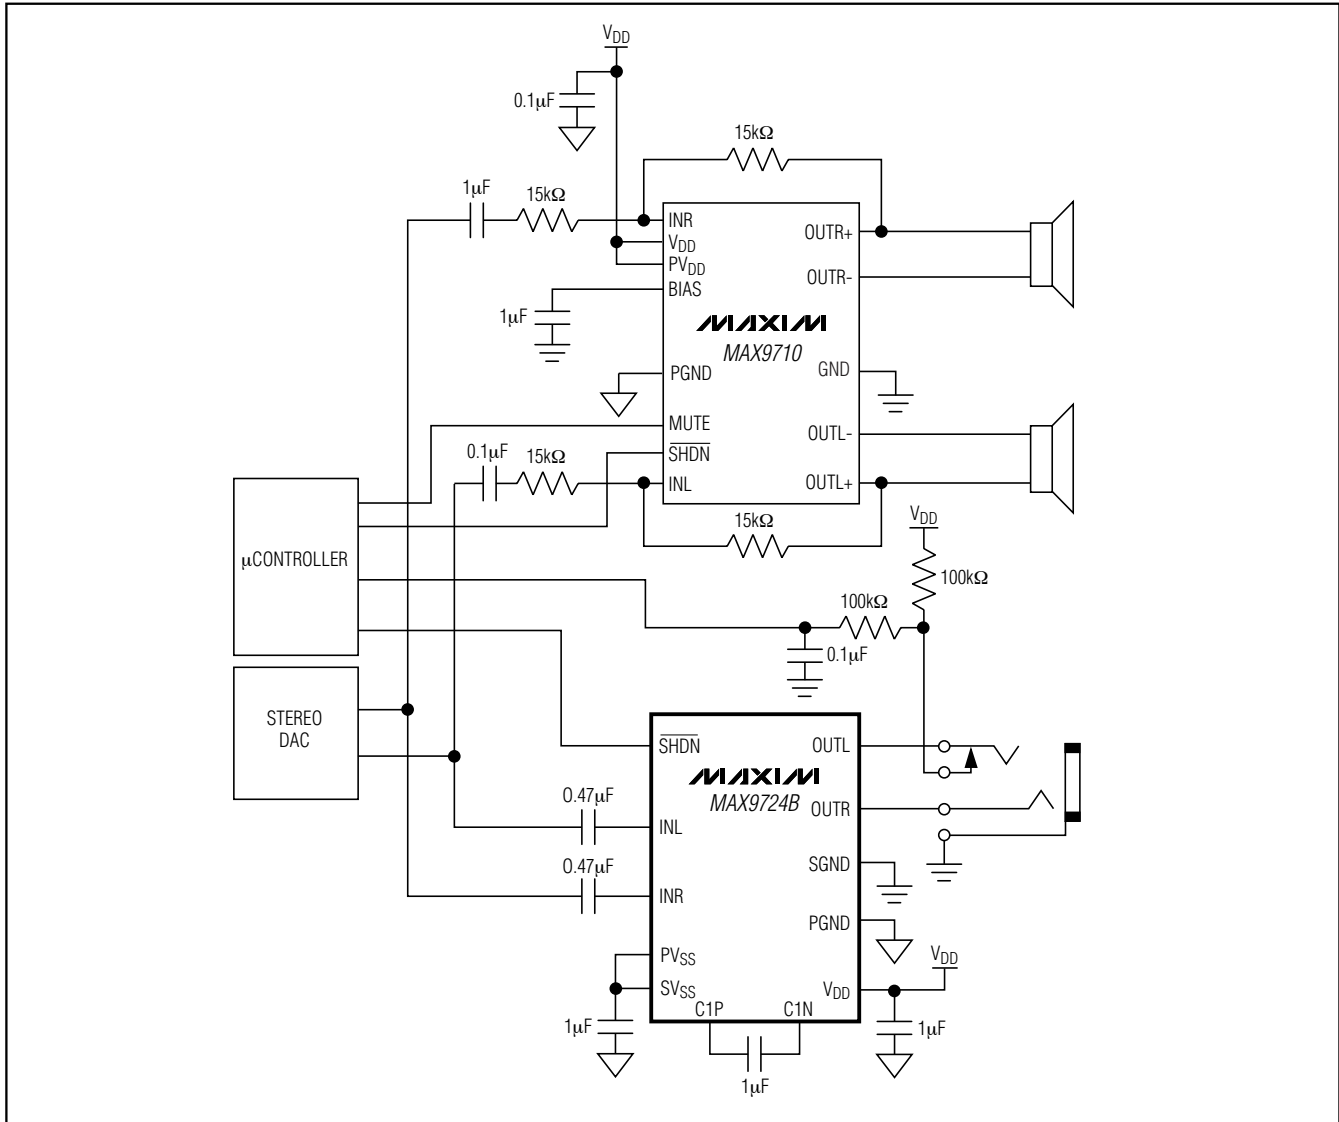 VDD
0.1µF
15kΩ
1µF
15kΩ
INR
VDD
PVDD
BIAS
OUTR+
OUTR-
1µF
MAXIM
MAX9710
PGND
GND
MUTE
SHDN
INL
OUTL-
OUTL+
0.1µF
15kΩ
15kΩ
VDD
100kΩ
100kΩ
0.1µF
µCONTROLLER
STEREO
DAC
SHDN
OUTL
MAXIM
MAX9724B
0.47µF
INL
OUTR
0.47µF
INR
SGND
PGND
PVSS
SVSS
VDD
VDD
C1P
C1N
1µF
1µF
1µF